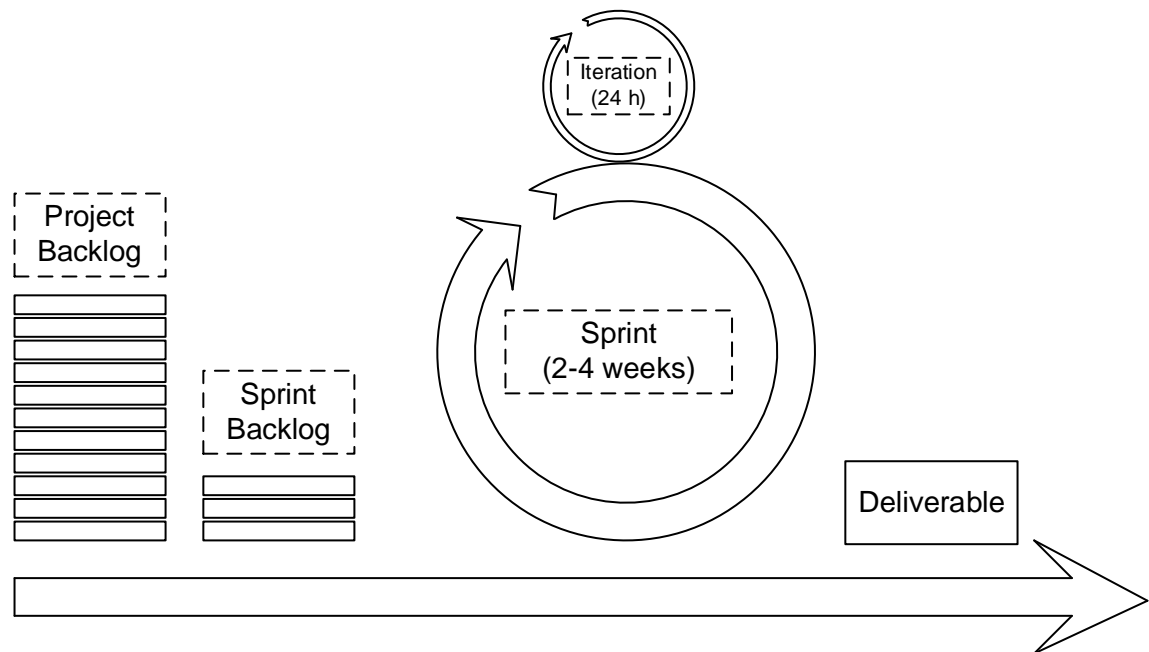 Iteration
(24 h)
Project
Backlog
Sprint
(2-4 weeks)
Sprint
Backlog
Deliverable